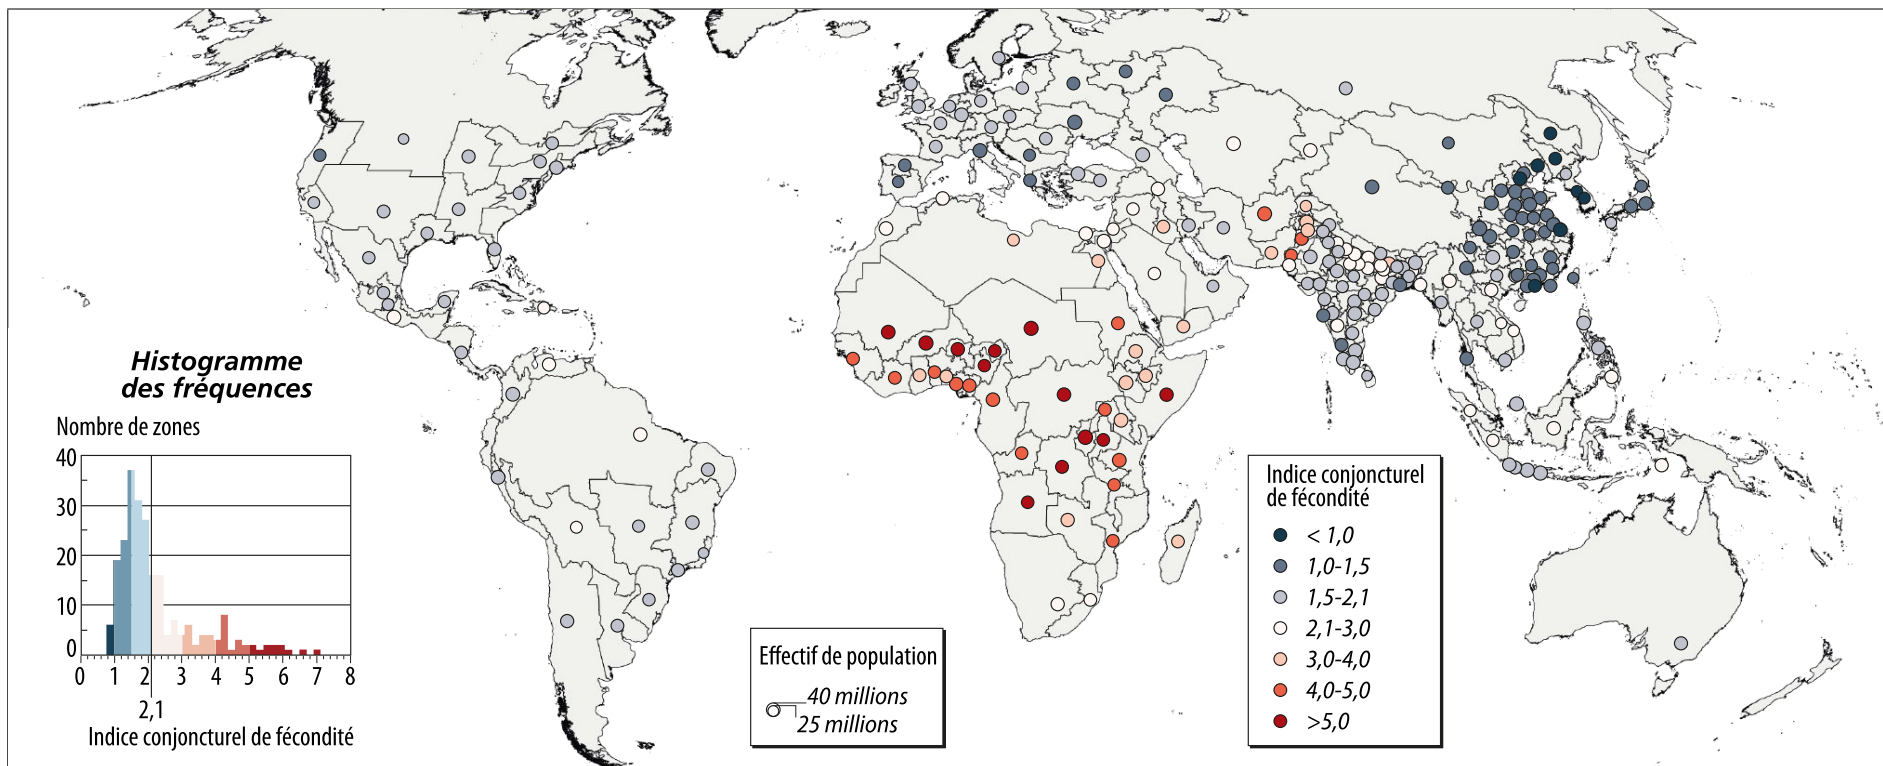 Histogramme
des fréquences
Nombre de zones
40
30
20
10
0
0 1 2 3 4 5 6 7 8
2,1
Indice conjoncturel de fécondité
Effectif de population
40 millions
25 millions
Indice conjoncturel
de fécondité
< 1,0
1,0-1,5
1,5-2,1
2,1-3,0
3,0-4,0
4,0-5,0
>5,0